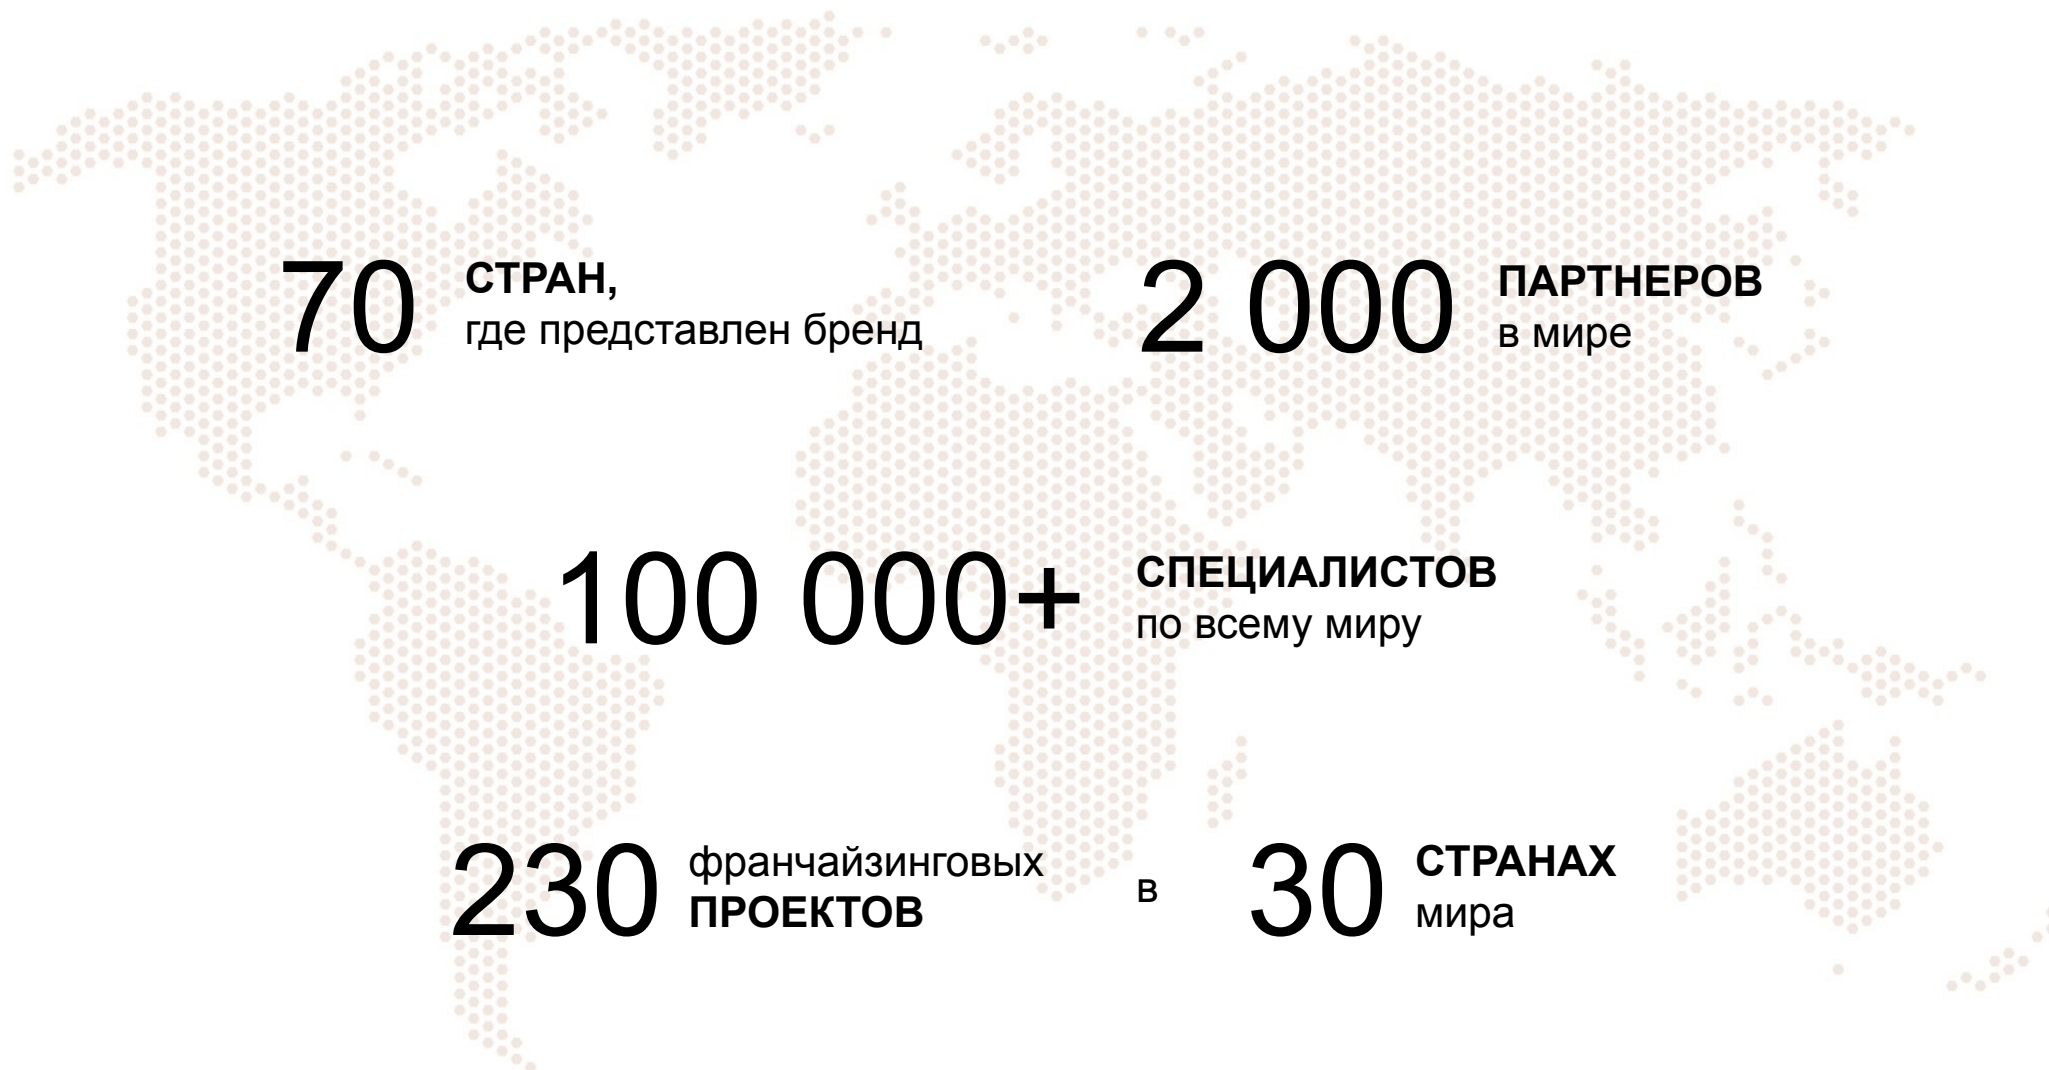 70 СТРАН,
где представлен бренд
2 000 ПАРТНЕРОВ
в мире
100 000+ СПЕЦИАЛИСТОВ
по всему миру
230 франчайзинговых
ПРОЕКТОВ
в
30 СТРАНАХ
мира